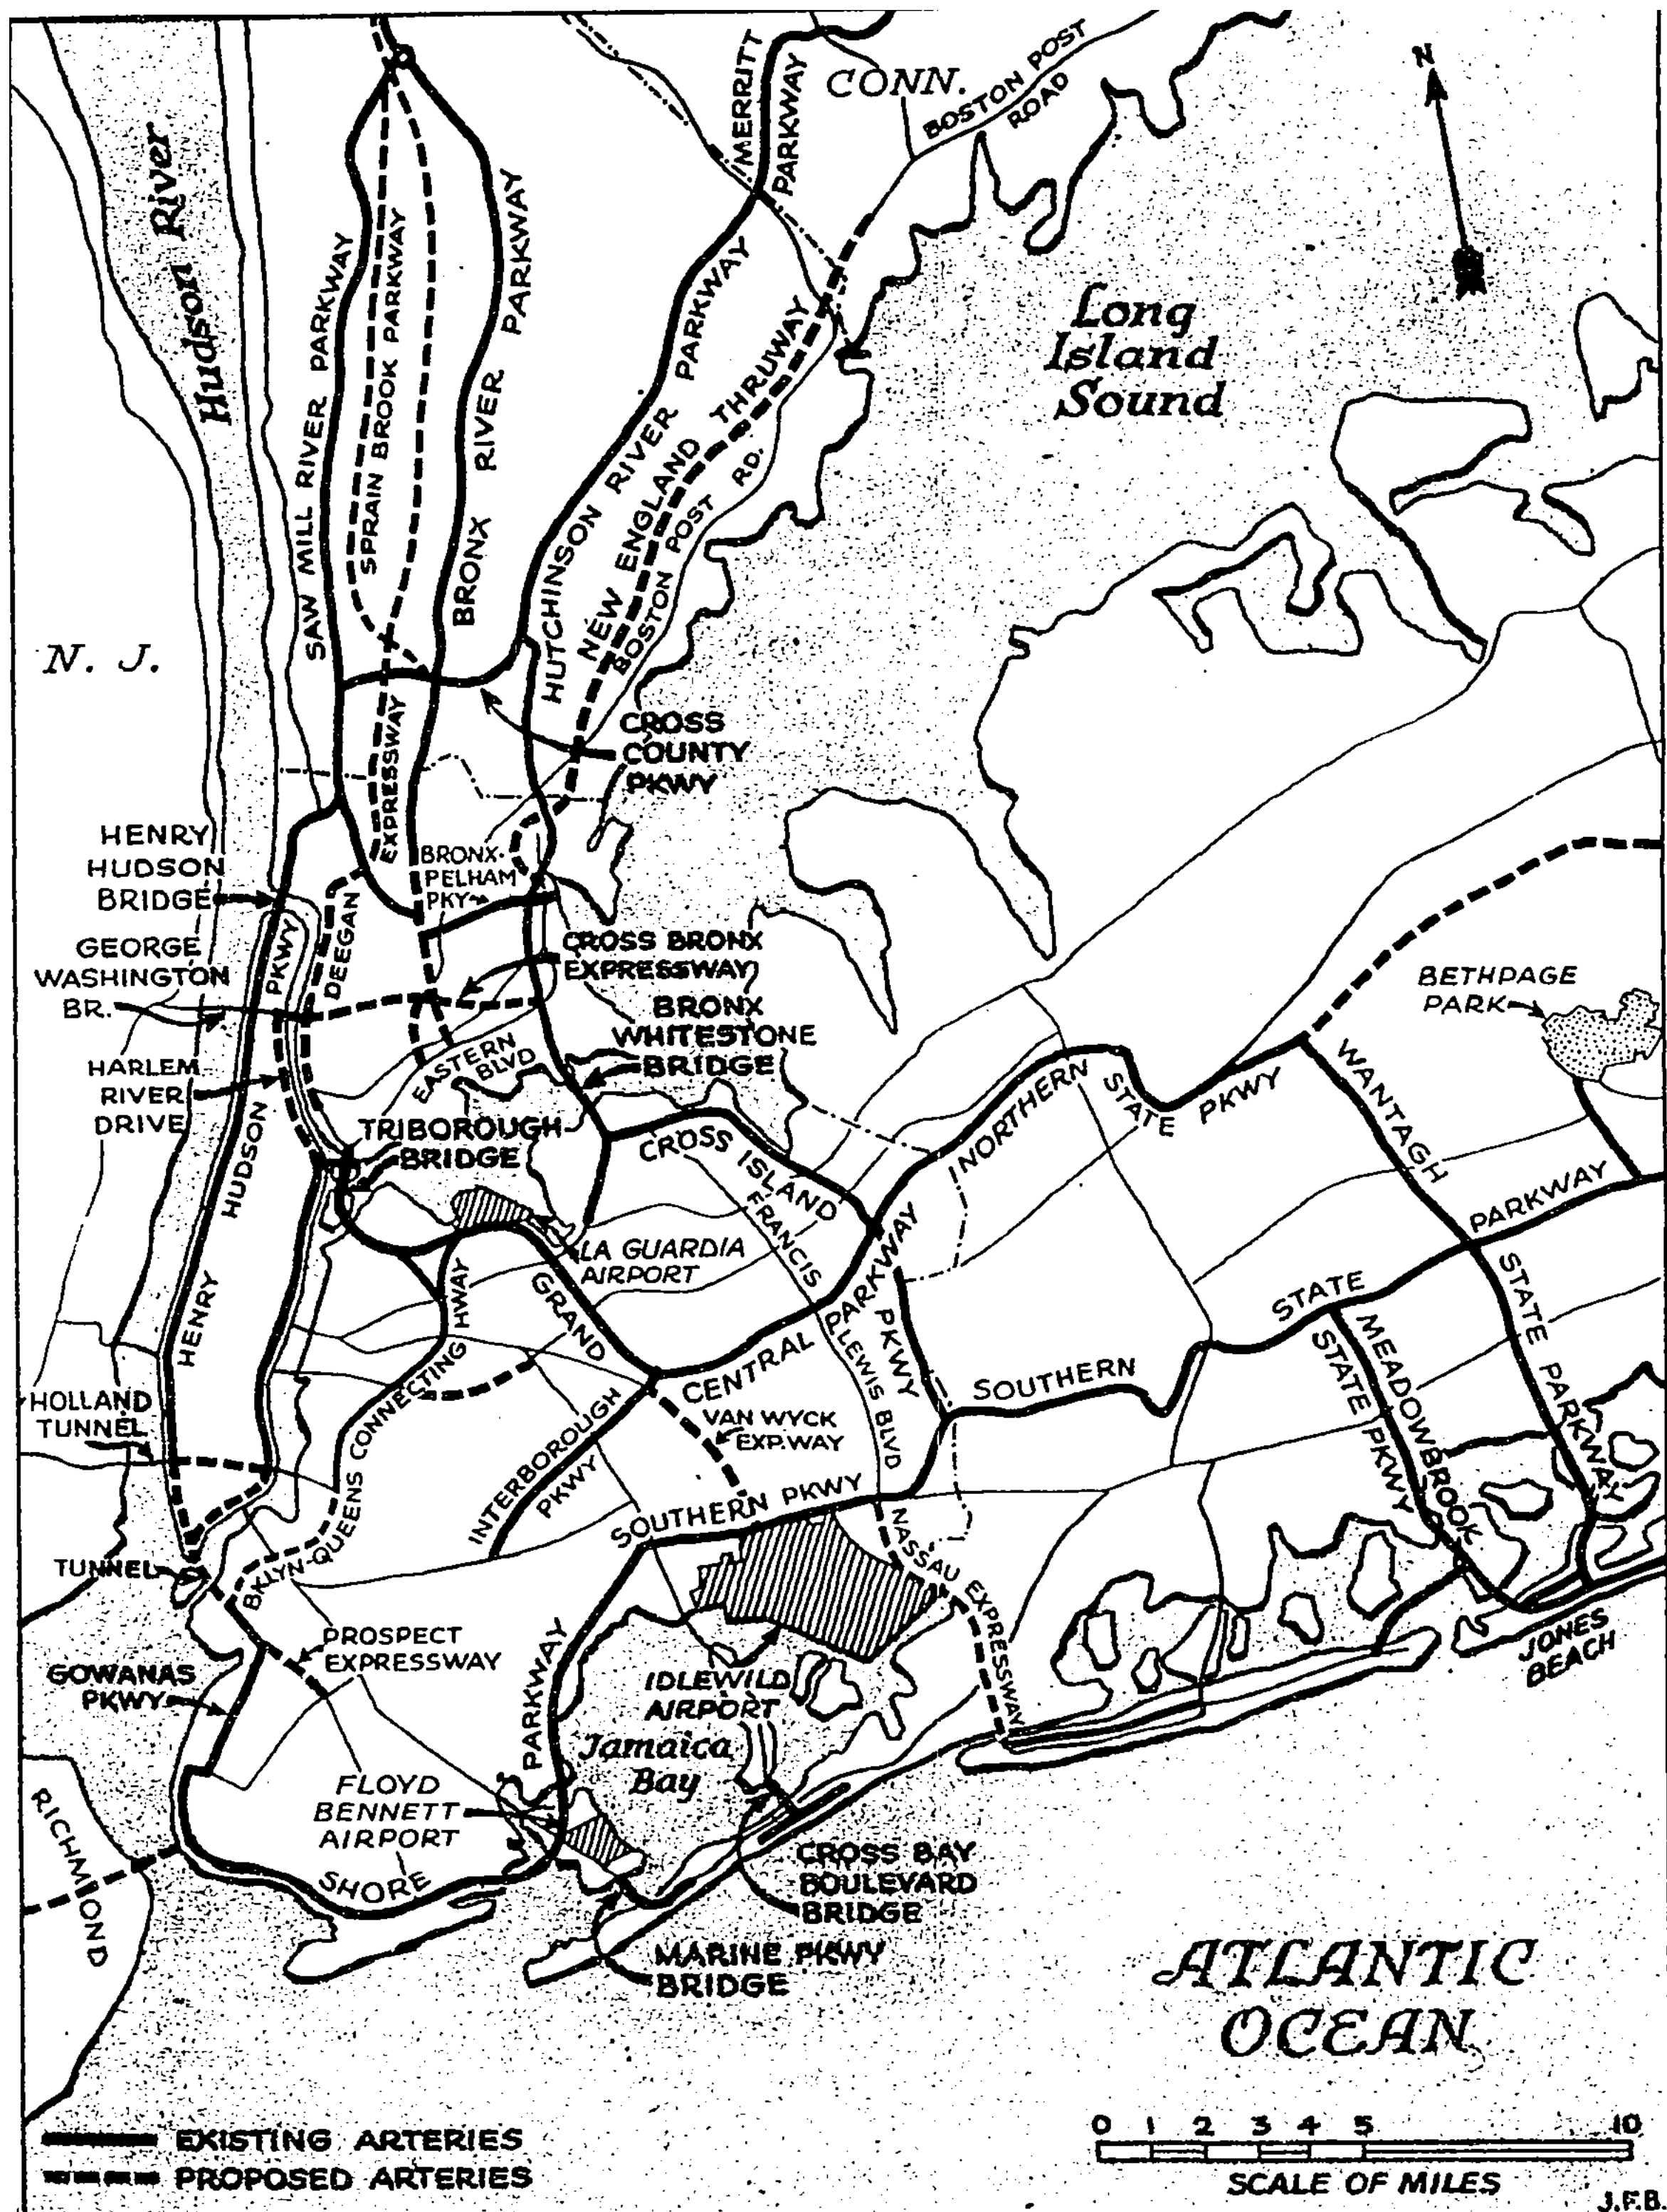 MERRITT
PARKWAY
CONN.
BOSTON POST
ROAD
N
Hudson River
SAW MILL RIVER PARKWAY
SPRAIN BROOK PARKWAY
BRONX RIVER PARKWAY
HUTCHINSON RIVER PARKWAY
NEW ENGLAND THRUWAY
BOSTON POST RD.
Long
Island
Sound
N. J.
CROSS
COUNTY
PKWY
EXPRESSWAY
DEEGAN
HENRY
HUDSON
BRIDGE
BRONX-
PELHAM
PKY
GEORGE
WASHINGTON
BR.
CROSS BRONX
EXPRESSWAY
BRONX
WHITESTONE
BRIDGE
EASTERN
BLVD
HARLEM
RIVER
DRIVE
TRIBOROUGH
BRIDGE
HENRY HUDSON PKWY
BETHPAGE
PARK
NORTHERN STATE PKWY
WANTAGH
STATE PARKWAY
CROSS ISLAND
PKWY
FRANCIS
LEWIS BLVD
LA GUARDIA
AIRPORT
GRAND
CENTRAL PARKWAY
SOUTHERN STATE PARKWAY
MEADOWBROOK
STATE PKWY
HOLLAND
TUNNEL
BKLYN-QUEENS CONNECTING HWAY
INTERBOROUGH
PKWY
VAN WYCK
EXP.WAY
SOUTHERN PKWY
NASSAU EXPRESSWAY
TUNNEL
PROSPECT
EXPRESSWAY
GOWANAS
PKWY
IDLEWILD
AIRPORT
Jamaica
Bay
JONES
BEACH
FLOYD
BENNETT
AIRPORT
SHORE
PARKWAY
RICHMOND
CROSS BAY
BOULEVARD
BRIDGE
MARINE PKWY
BRIDGE
ATLANTIC
OCEAN
EXISTING ARTERIES
PROPOSED ARTERIES
0 1 2 3 4 5 10
SCALE OF MILES
J.F.B.